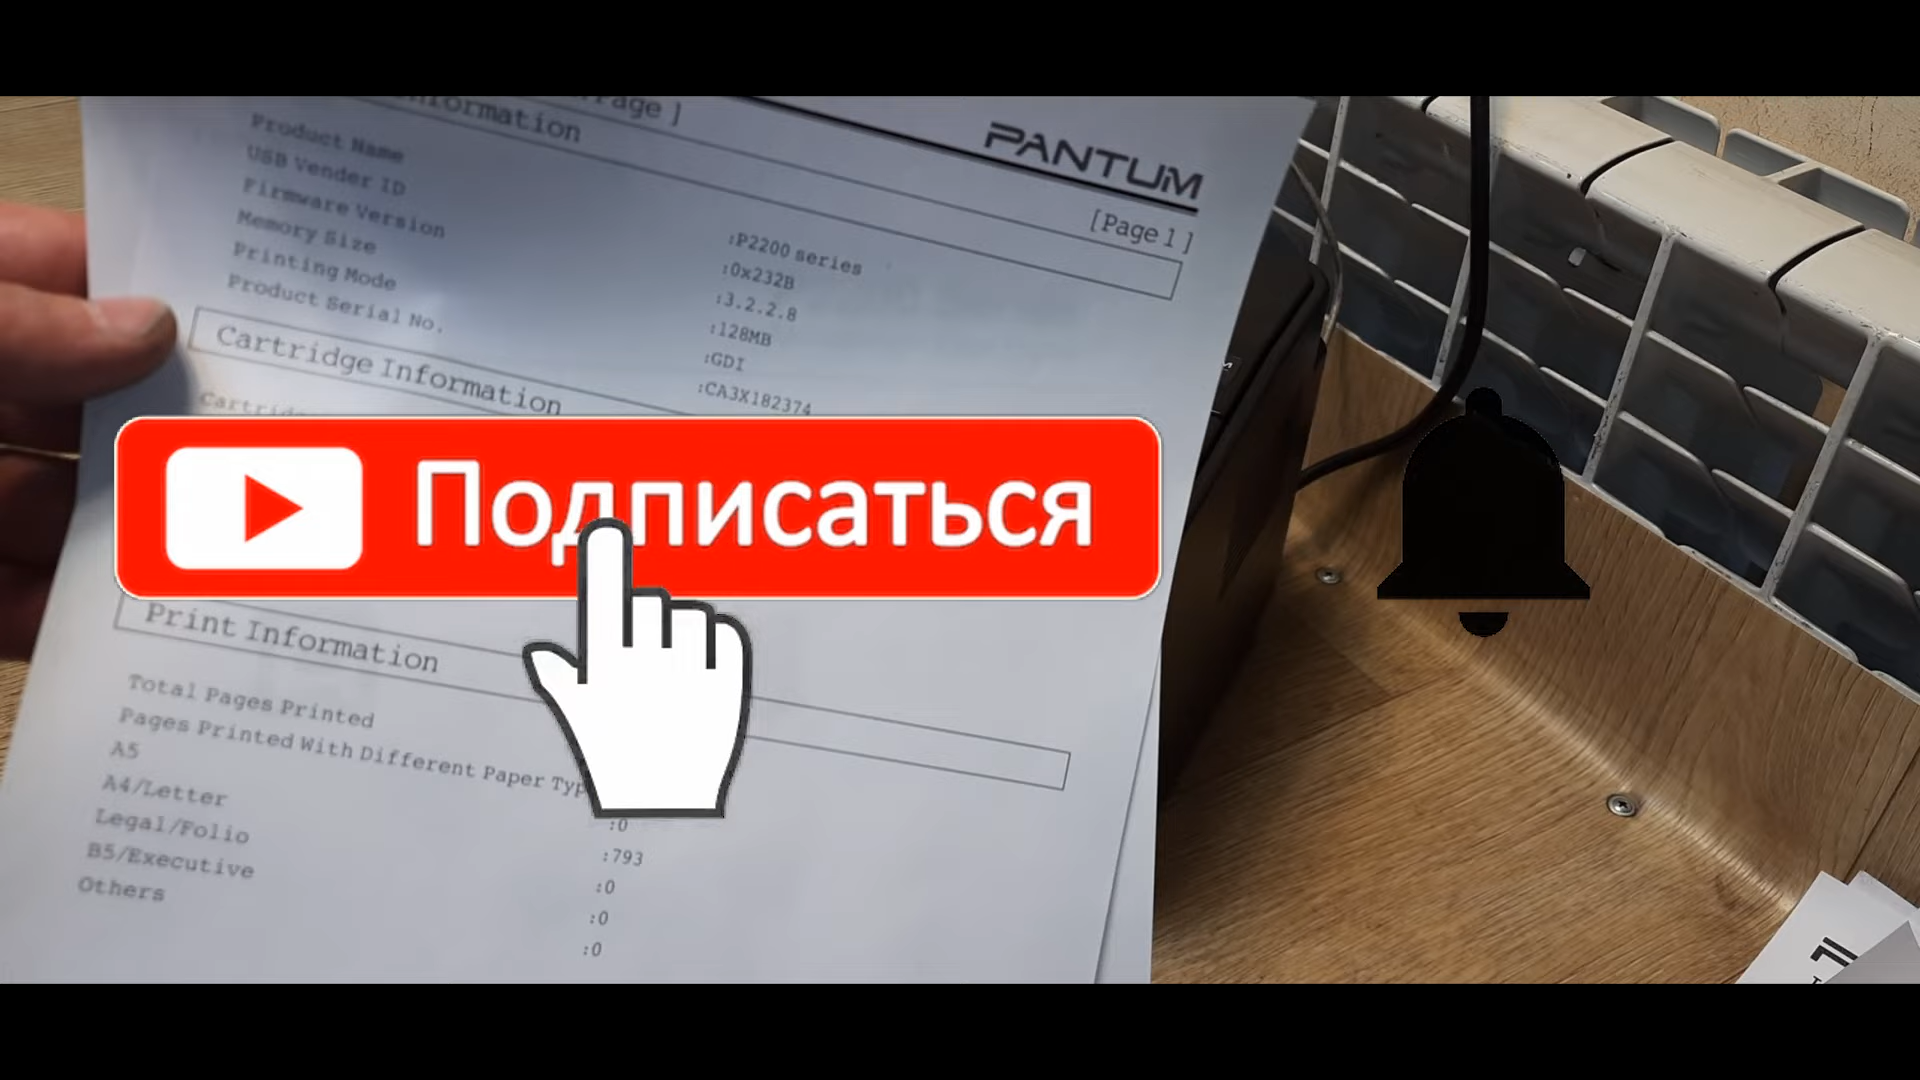 Page ]
Information
PANTUM
[Page 1 ]
Product Name :P2200 series
USB Vender ID :0x232B
Firmware Version :3.2.2.8
Memory Size :128MB
Printing Mode :GDI
Product Serial No. :CA3X182374
Cartridge Information
Подписаться
Print Information
Total Pages Printed
Pages Printed With Different Paper
A5 :0
A4/Letter :793
Legal/Folio :0
B5/Executive :0
Others :0